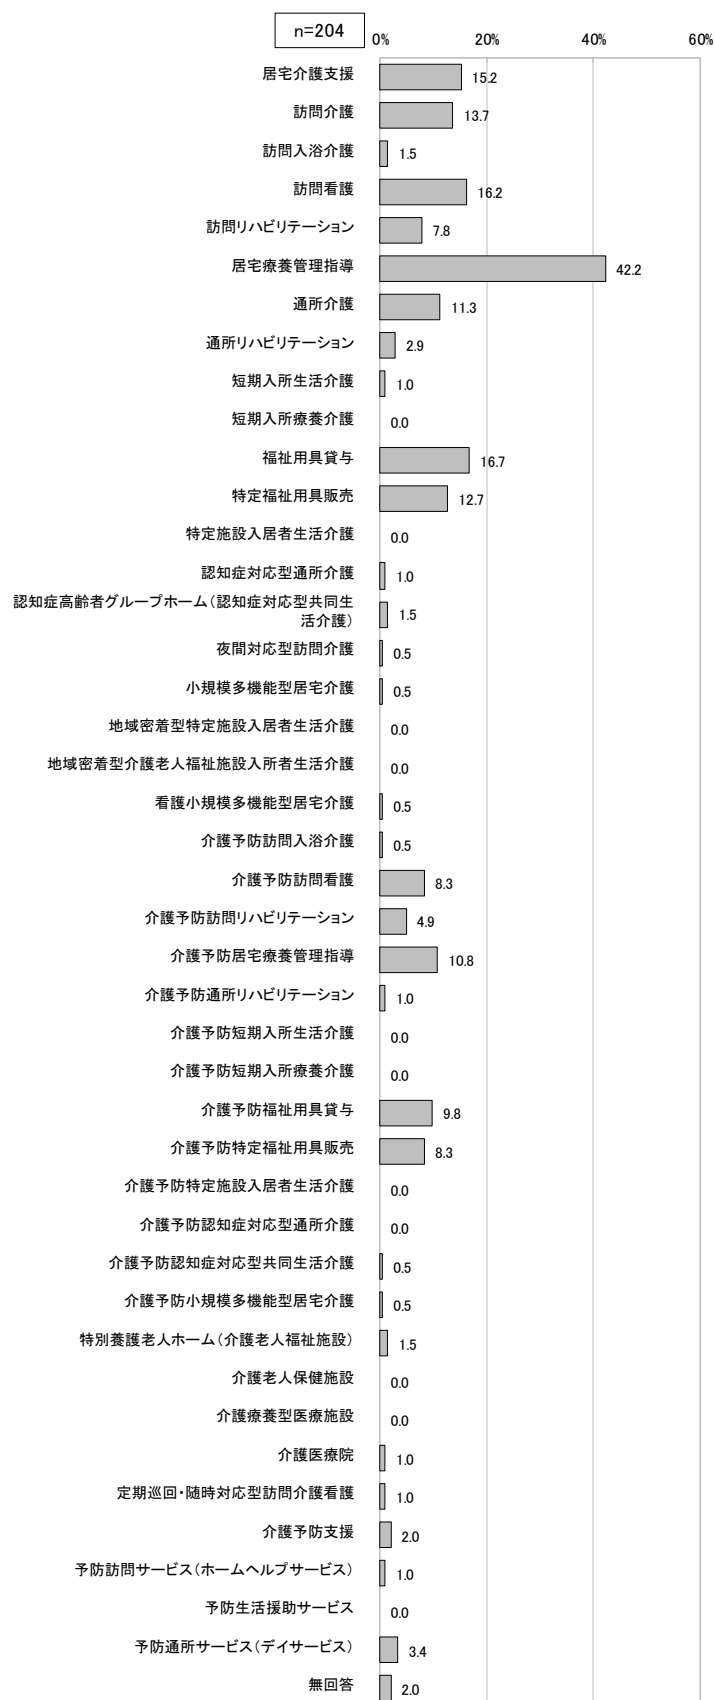 n=204
0% 20% 40% 60%
居宅介護支援 15.2
訪問介護 13.7
訪問入浴介護 1.5
訪問看護 16.2
訪問リハビリテーション 7.8
居宅療養管理指導 42.2
通所介護 11.3
通所リハビリテーション 2.9
短期入所生活介護 1.0
短期入所療養介護 0.0
福祉用具貸与 16.7
特定福祉用具販売 12.7
特定施設入居者生活介護 0.0
認知症対応型通所介護 1.0
認知症高齢者グループホーム（認知症対応型共同生
活介護） 1.5
夜間対応型訪問介護 0.5
小規模多機能型居宅介護 0.5
地域密着型特定施設入居者生活介護 0.0
地域密着型介護老人福祉施設入所者生活介護 0.0
看護小規模多機能型居宅介護 0.5
介護予防訪問入浴介護 0.5
介護予防訪問看護 8.3
介護予防訪問リハビリテーション 4.9
介護予防居宅療養管理指導 10.8
介護予防通所リハビリテーション 1.0
介護予防短期入所生活介護 0.0
介護予防短期入所療養介護 0.0
介護予防福祉用具貸与 9.8
介護予防特定福祉用具販売 8.3
介護予防特定施設入居者生活介護 0.0
介護予防認知症対応型通所介護 0.0
介護予防認知症対応型共同生活介護 0.5
介護予防小規模多機能型居宅介護 0.5
特別養護老人ホーム（介護老人福祉施設） 1.5
介護老人保健施設 0.0
介護療養型医療施設 0.0
介護医療院 1.0
定期巡回・随時対応型訪問介護看護 1.0
介護予防支援 2.0
予防訪問サービス（ホームヘルプサービス） 1.0
予防生活援助サービス 0.0
予防通所サービス（デイサービス） 3.4
無回答 2.0